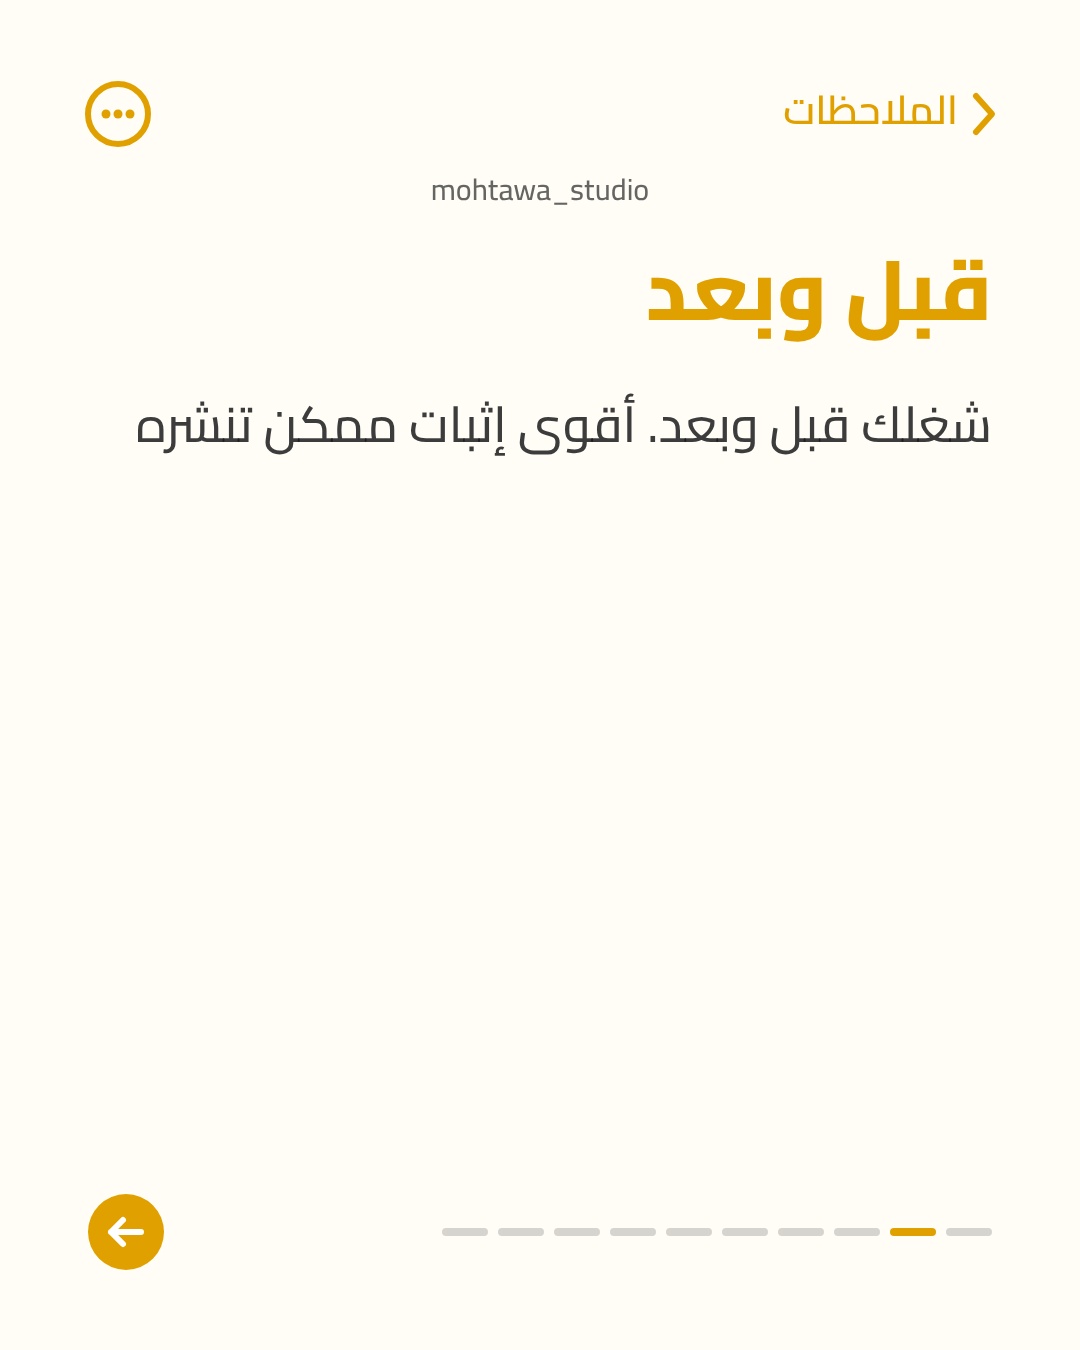 الملاحظات
mohtawa_studio
قبل وبعد
شغلك قبل وبعد. أقوى إثبات ممكن تنشره